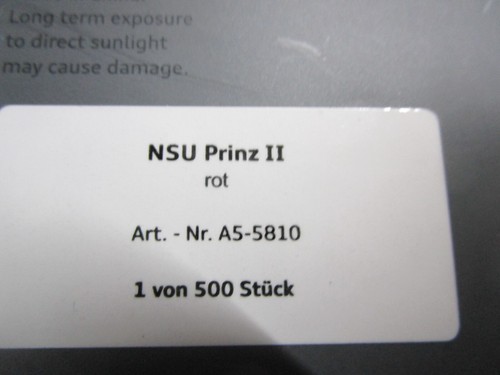 Long term exposure
to direct sunlight
may cause damage.
NSU Prinz II
rot
Art. - Nr. A5-5810
1 von 500 Stück